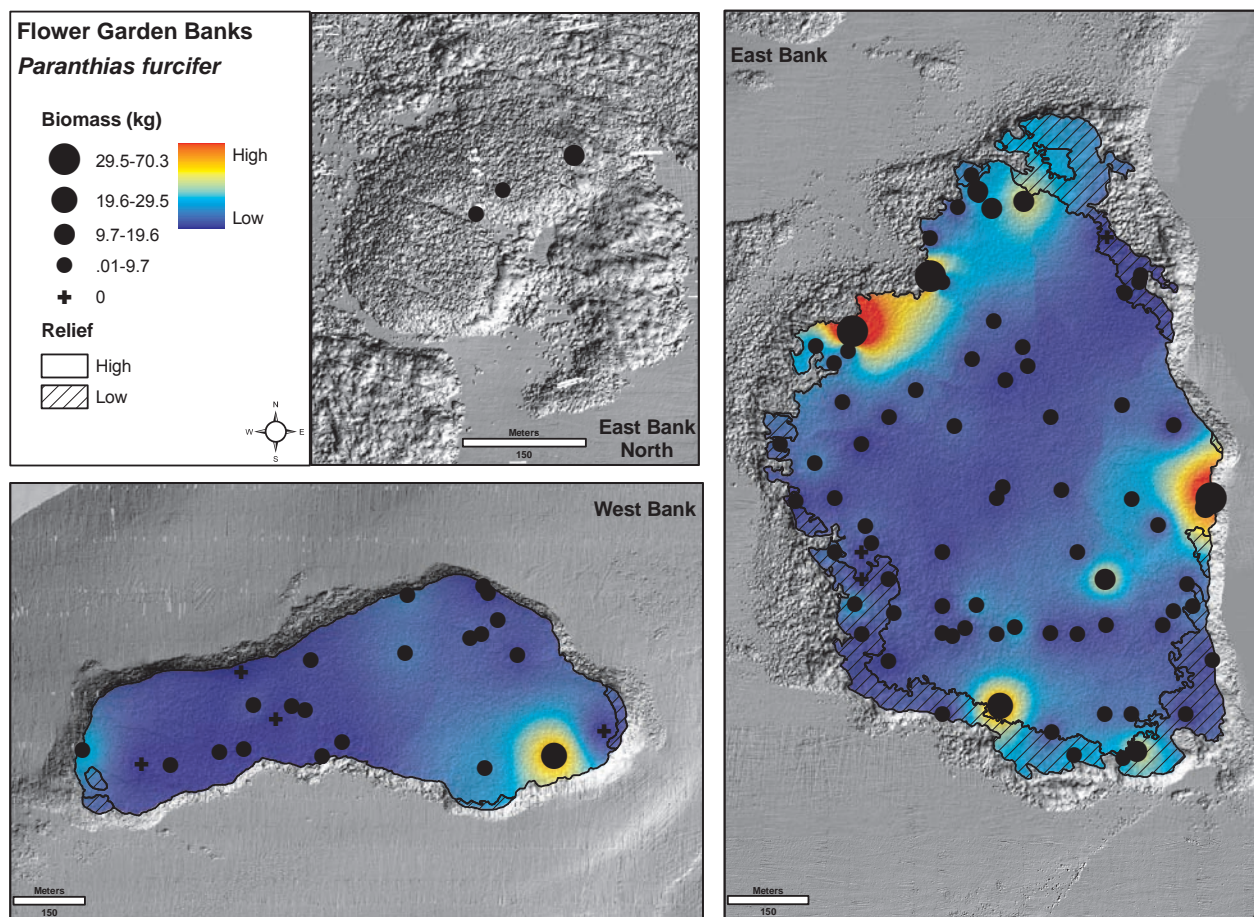 Flower Garden Banks
Paranthias furcifer
Biomass (kg)
29.5-70.3
19.6-29.5
9.7-19.6
.01-9.7
0
High
Low
Relief
High
Low
N
W E
S
Meters
150
East Bank
North
West Bank
Meters
150
East Bank
Meters
150